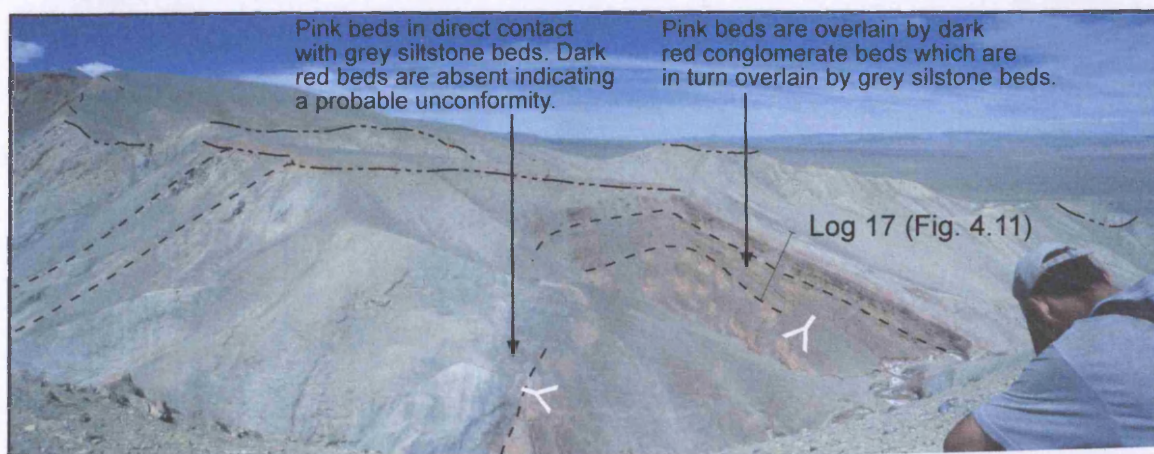 Pink beds in direct contact
with grey siltstone beds. Dark
red beds are absent indicating
a probable unconformity.
Pink beds are overlain by dark
red conglomerate beds which are
in turn overlain by grey silstone beds.
Log 17 (Fig. 4.11)